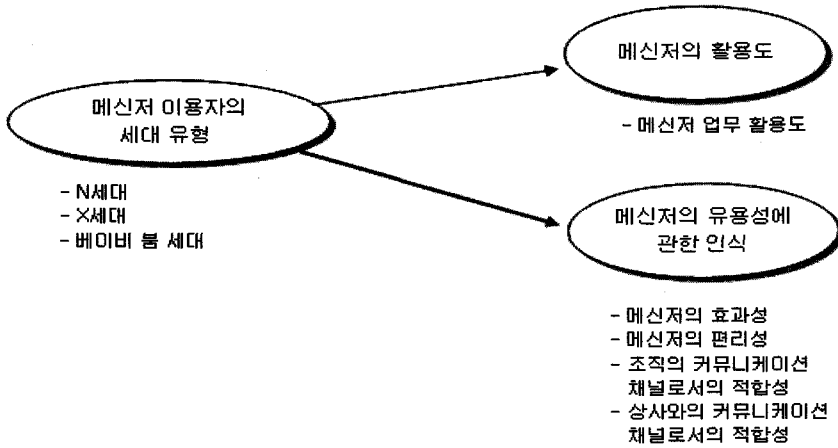 메신저 이용자의
세대 유형
- N세대
- X세대
- 베이비 붐 세대
메신저의 활용도
- 메신저 업무 활용도
메신저의 유용성에
관한 인식
- 메신저의 효과성
- 메신저의 편리성
- 조직의 커뮤니케이션
채널로서의 적합성
- 상사와의 커뮤니케이션
채널로서의 적합성